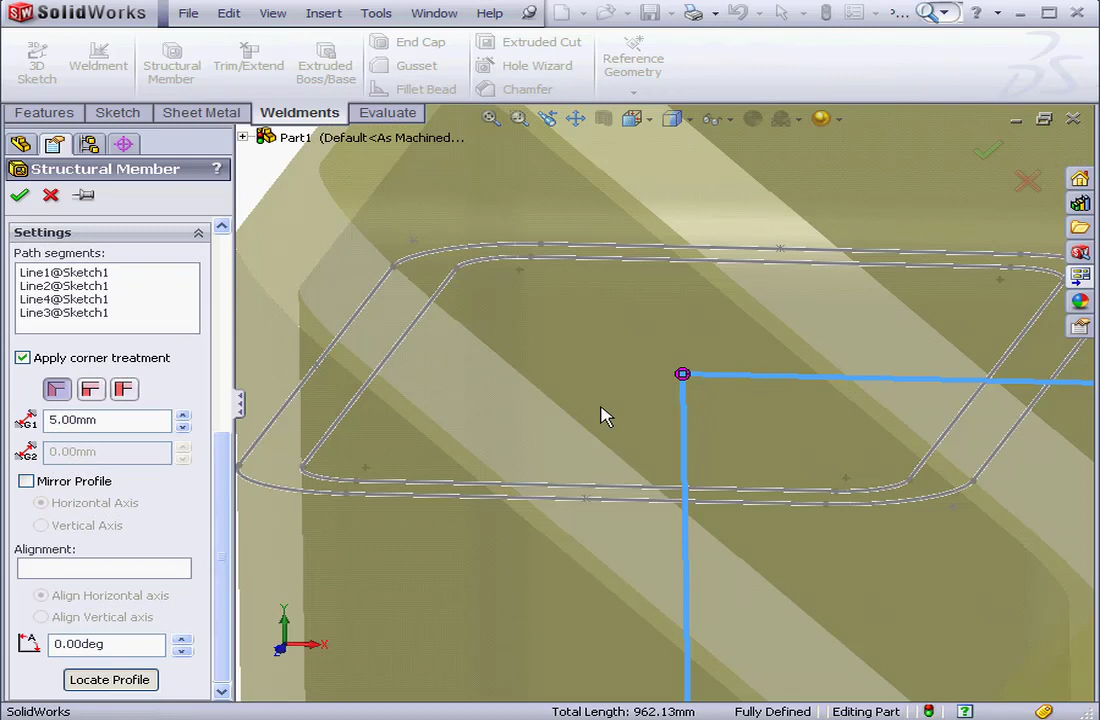 SW SolidWorks File Edit View Insert Tools Window Help
3D Sketch
Weldment
Structural Member
Trim/Extend
Extruded Boss/Base
End Cap
Gusset
Fillet Bead
Extruded Cut
Hole Wizard
Chamfer
Reference Geometry
Features Sketch Sheet Metal Weldments Evaluate
Part1 (Default<As Machined...
Structural Member ?
Settings
Path segments:
Line1@Sketch1
Line2@Sketch1
Line4@Sketch1
Line3@Sketch1
Apply corner treatment
G1 5.00mm
G2 0.00mm
Mirror Profile
Horizontal Axis
Vertical Axis
Alignment:
Align Horizontal axis
Align Vertical axis
A 0.00deg
Locate Profile
Y
X
SolidWorks Total Length: 962.13mm Fully Defined Editing Part ?